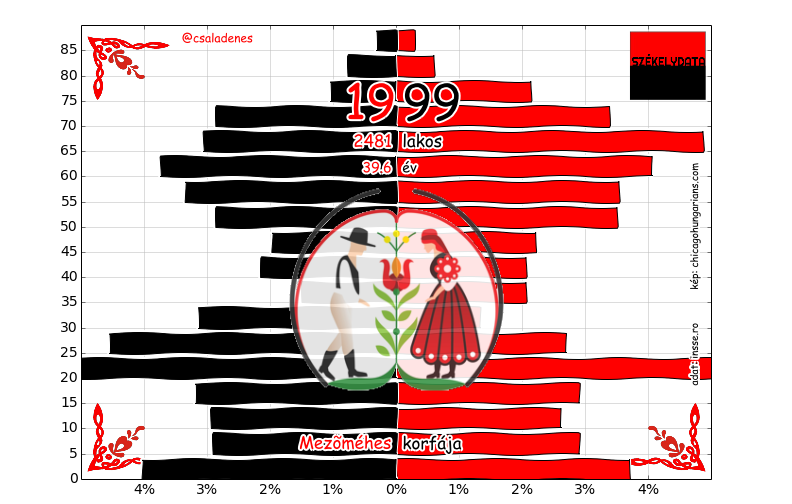 @csaladenes
SZÉKELYDATA
1999
2481 lakos
39.6 év
kép: chicagohungarians.com
adat: insse.ro
Mezőméhes korfája
85
80
75
70
65
60
55
50
45
40
35
30
25
20
15
10
5
0
4% 3% 2% 1% 0% 1% 2% 3% 4%